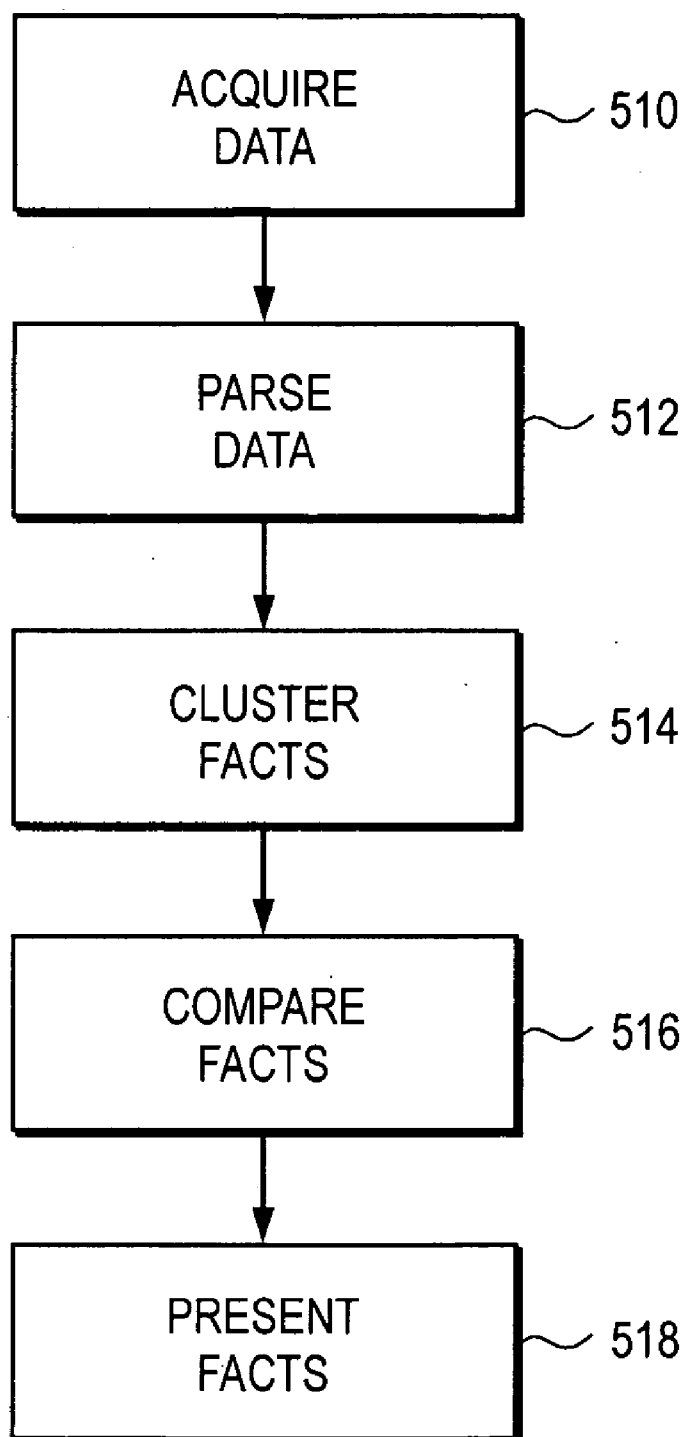 ACQUIRE
DATA
510
PARSE
DATA
512
CLUSTER
FACTS
514
COMPARE
FACTS
516
PRESENT
FACTS
518